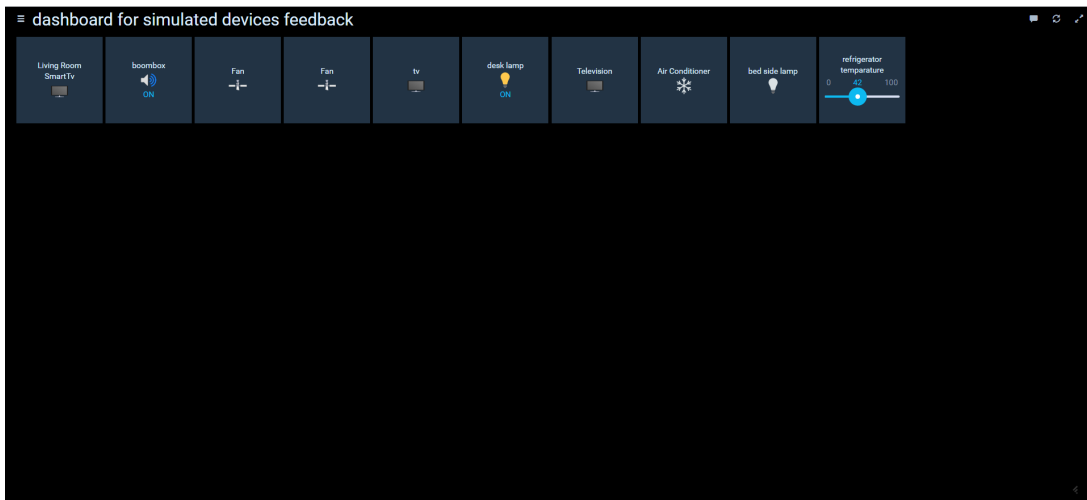 dashboard for simulated devices feedback
Living Room
SmartTv
boombox
ON
Fan
Fan
tv
desk lamp
ON
Television
Air Conditioner
bed side lamp
refrigerator
temparature
0 42 100